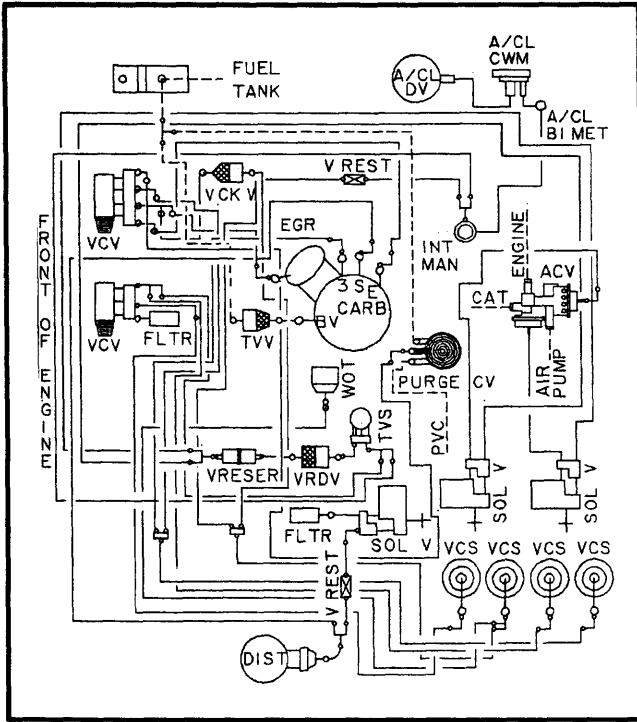 A/CL
CWM
FUEL
TANK
A/CL
DV
A/CL
BI MET
V REST
VCK V
EGR
FRONT OF ENGINE
VCV
INT
MAN
ENGINE
ACV
3 S E
CARB
CAT
BV
VCV
FLTR
TVV
AIR
PUMP
PURGE CV
WOT
PVC
TVS
VRESER
VRDV
SOL V
SOL V
FLTR
SOL V
V REST
VCS
VCS
VCS
VCS
DIST